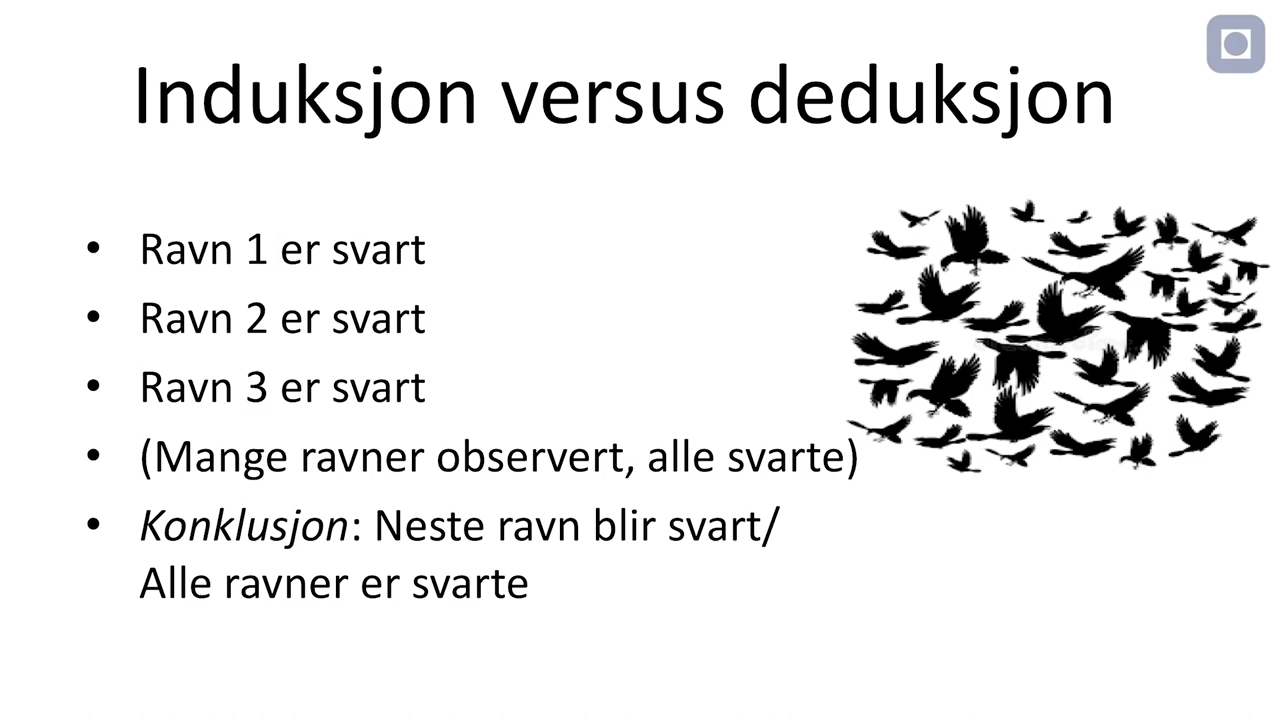 Induksjon versus deduksjon
• Ravn 1 er svart
• Ravn 2 er svart
• Ravn 3 er svart
• (Mange ravner observert, alle svarte)
• Konklusjon: Neste ravn blir svart/
Alle ravner er svarte